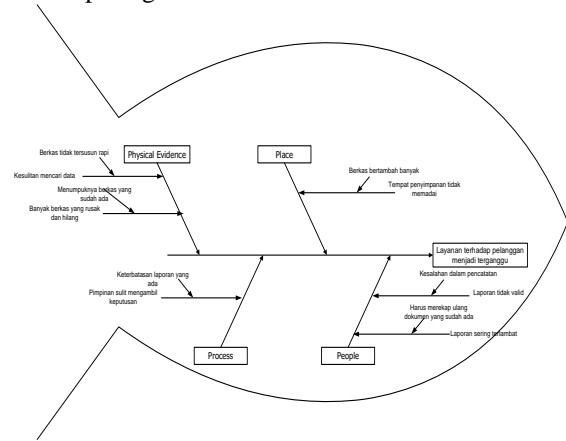 Berkas tidak tersusun rapi
Physical Evidence
Kesulitan mencari data
Menumpuknya berkas yang
sudah ada
Banyak berkas yang rusak
dan hilang
Place
Berkas bertambah banyak
Tempat penyimpanan tidak
memadai
Layanan terhadap pelanggan
menjadi terganggu
Keterbatasan laporan yang
ada
Pimpinan sulit mengambil
keputusan
Process
Kesalahan dalam pencatatan
Laporan tidak valid
Harus merekap ulang
dokumen yang sudah ada
Laporan sering terlambat
People